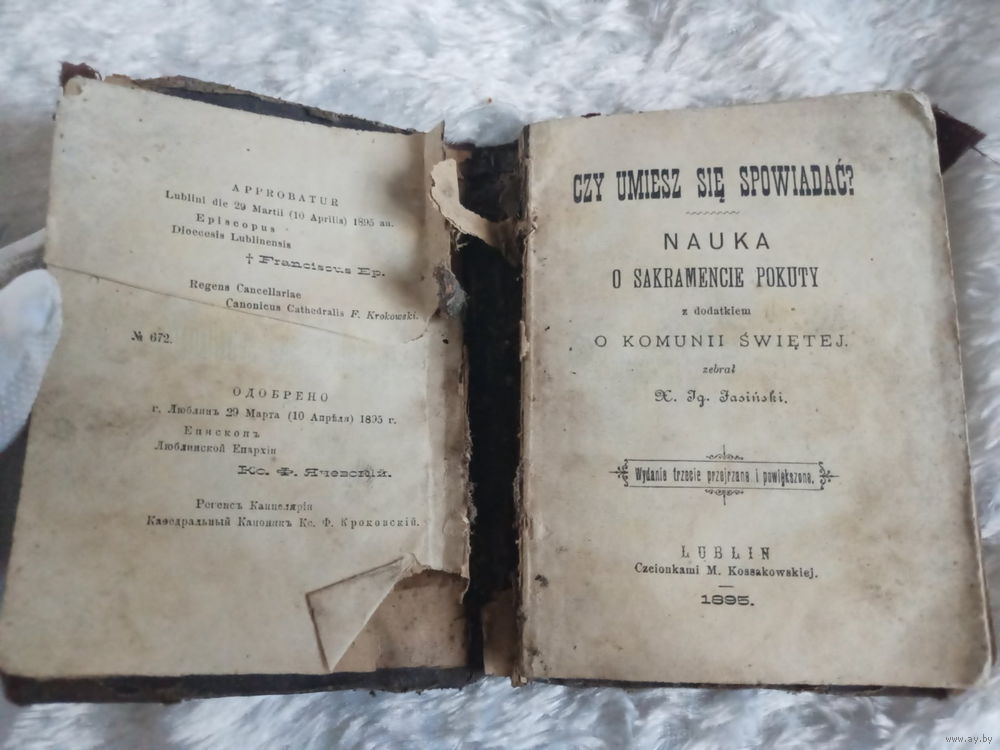 APPROBATUR
Lublini die 29 Martii (10 Aprilis) 1895 an.
Episcopus
Dioecesis Lublinensis
† Franciscus Ep.
Regens Cancellariae
Canonicus Cathedralis F. Krokowski.
№ 672.
ОДОБРЕНО
г. Люблинъ 29 Марта (10 Апрѣля) 1895 г.
Епископъ
Люблинской Епархіи
Кс. Ф. Ячевскій.
Регенсъ Канцеляріи
Каѳедральный Каноникъ Кс. Ф. Кроковскій.
CZY UMIESZ SIĘ SPOWIADAĆ?
NAUKA
O SAKRAMENCIE POKUTY
z dodatkiem
O KOMUNII ŚWIĘTEJ.
zebrał
X. Ig. Jasiński.
Wydanie trzecie przejrzane i powiększone.
LUBLIN
Czcionkami M. Kossakowskiej.
1895.
www.ay.by